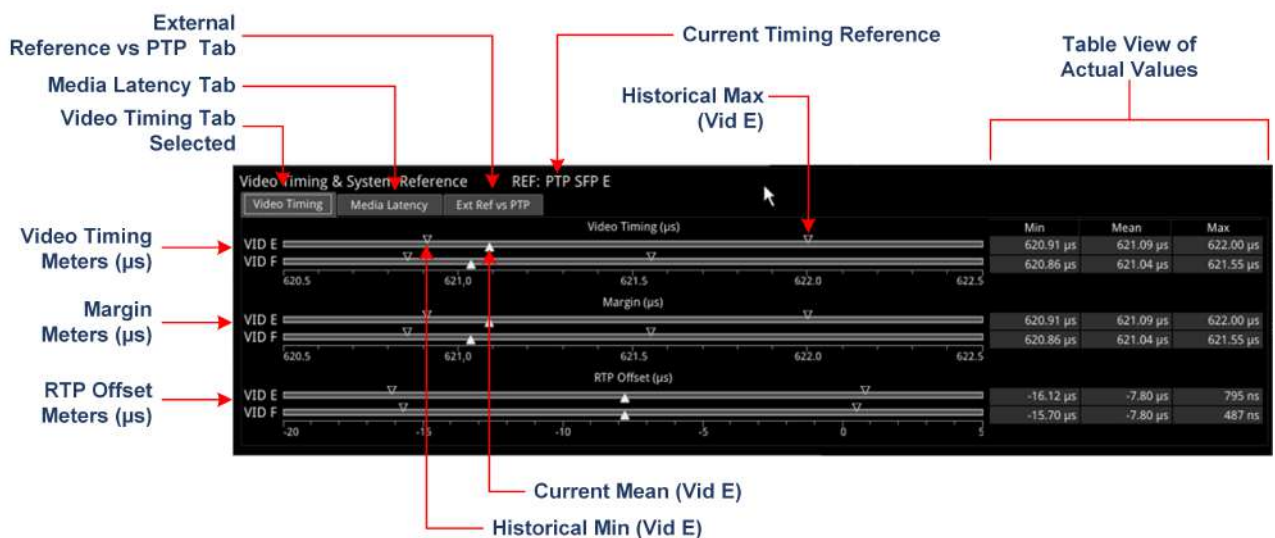 External
Reference vs PTP Tab
Media Latency Tab
Video Timing Tab
Selected
Current Timing Reference
Historical Max
(Vid E)
Table View of
Actual Values
Video Timing & System Reference REF: PTP SFP E
Video Timing Media Latency Ext Ref vs PTP
Video Timing
Meters (µs)
Video Timing (µs)
Min Mean Max
VID E 620.91 µs 621.09 µs 622.00 µs
VID F 620.86 µs 621.04 µs 621.55 µs
620.5 621,0 621.5 622.0 622.5
Margin
Meters (µs)
Margin (µs)
VID E 620.91 µs 621.09 µs 622.00 µs
VID F 620.86 µs 621.04 µs 621.55 µs
620.5 621,0 621.5 622.0 622.5
RTP Offset
Meters (µs)
RTP Offset (µs)
VID E -16.12 µs -7.80 µs 795 ns
VID F -15.70 µs -7.80 µs 487 ns
-20 -15 -10 -5 0 5
Current Mean (Vid E)
Historical Min (Vid E)